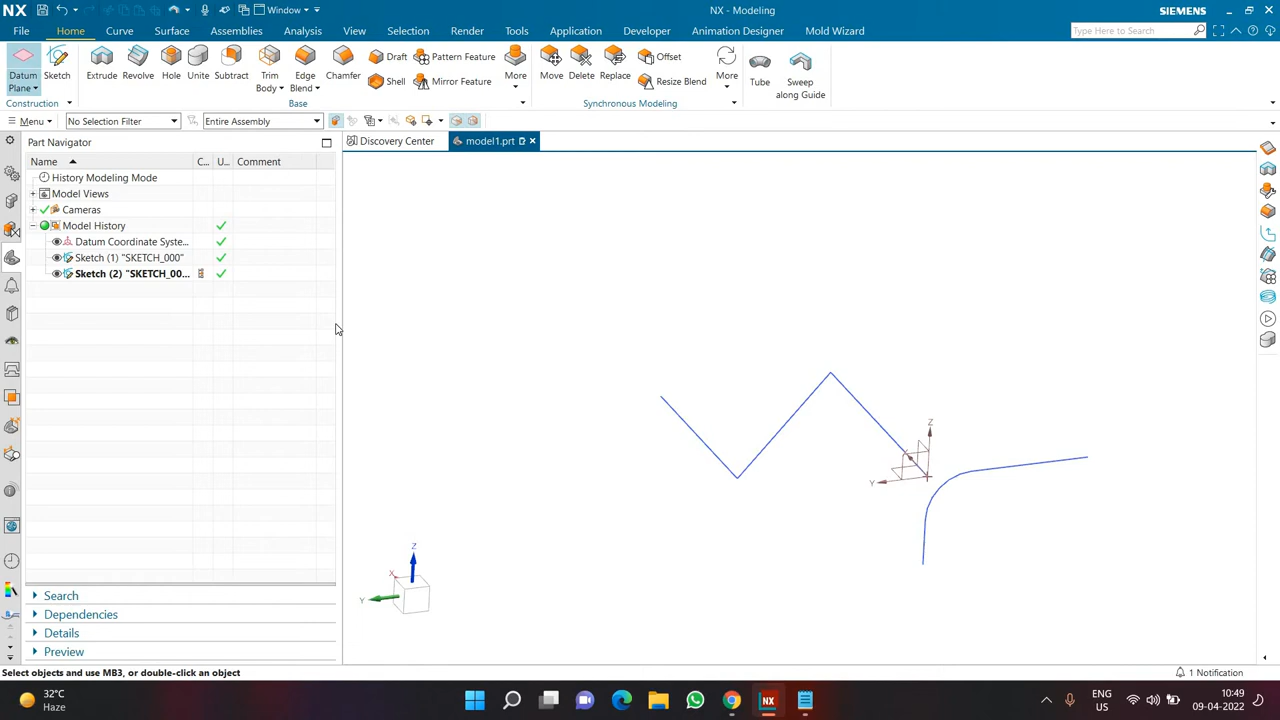 NX Window NX - Modeling SIEMENS
File Home Curve Surface Assemblies Analysis View Selection Render Tools Application Developer Animation Designer Mold Wizard Type Here to Search
Datum Plane Sketch Extrude Revolve Hole Unite Subtract Trim Body Edge Blend Chamfer Draft Shell Pattern Feature Mirror Feature More Move Delete Replace Offset Resize Blend More Tube Sweep along Guide
Construction Base Synchronous Modeling
Menu No Selection Filter Entire Assembly
Part Navigator Discovery Center model1.prt
Name C... U... Comment
History Modeling Mode
Model Views
Cameras
Model History
Datum Coordinate Syste...
Sketch (1) "SKETCH_000"
Sketch (2) "SKETCH_00...
Z
Y
Z
X
Y
Search
Dependencies
Details
Preview
Select objects and use MB3, or double-click an object 1 Notification
32°C
Haze
ENG
US
10:49
09-04-2022